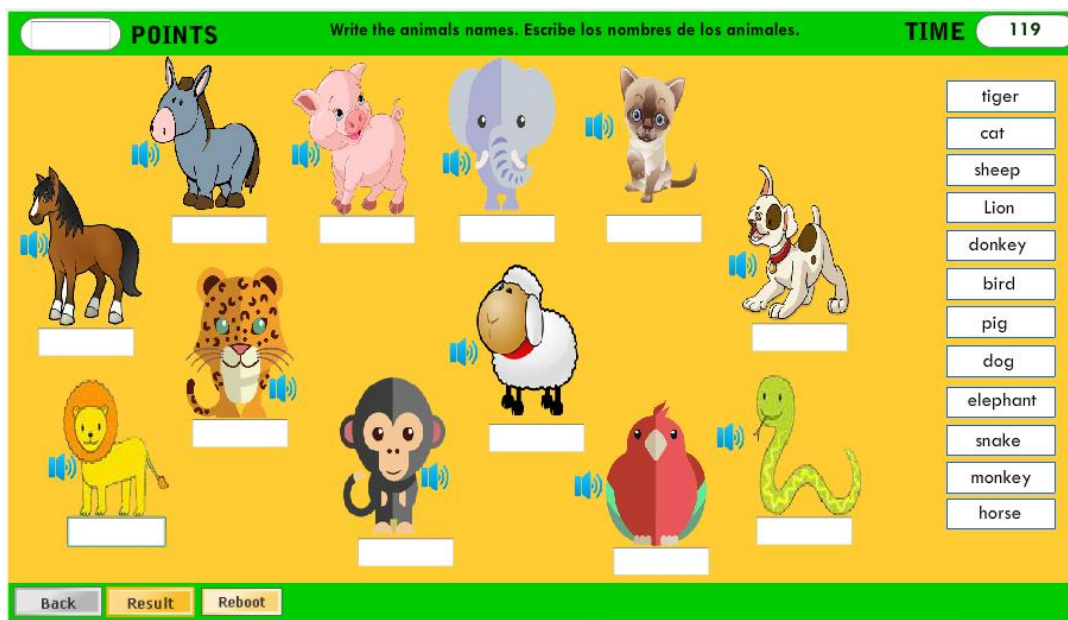 POINTS
Write the animals names. Escribe los nombres de los animales.
TIME
119
tiger
cat
sheep
Lion
donkey
bird
pig
dog
elephant
snake
monkey
horse
Back
Result
Reboot